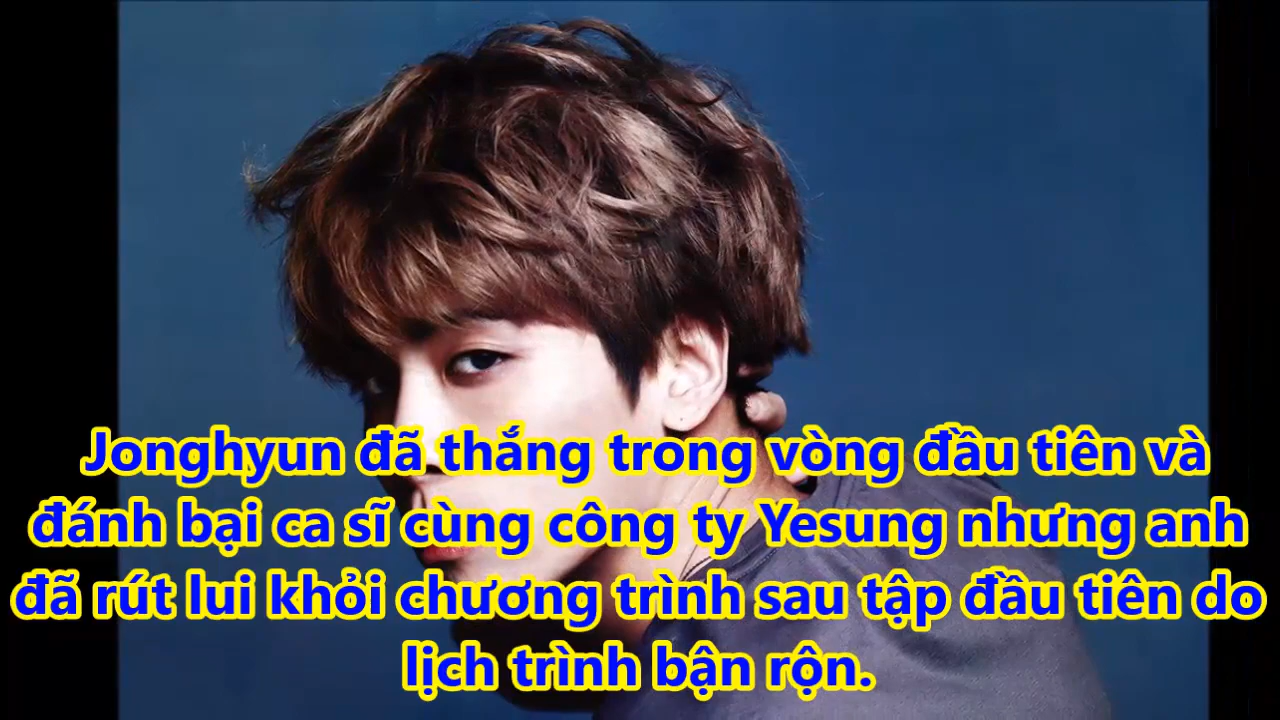 Jonghyun đã thắng trong vòng đầu tiên và
đánh bại ca sĩ cùng công ty Yesung nhưng anh
đã rút lui khỏi chương trình sau tập đầu tiên do
lịch trình bận rộn.